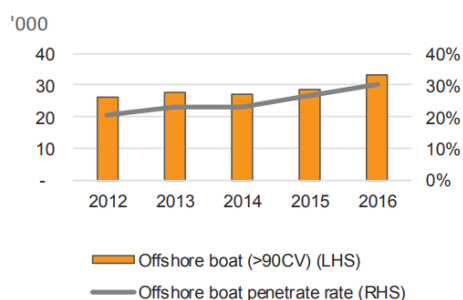 '000
40 40%
30 30%
20 20%
10 10%
- 0%
2012 2013 2014 2015 2016
Offshore boat (>90CV) (LHS)
Offshore boat penetrate rate (RHS)